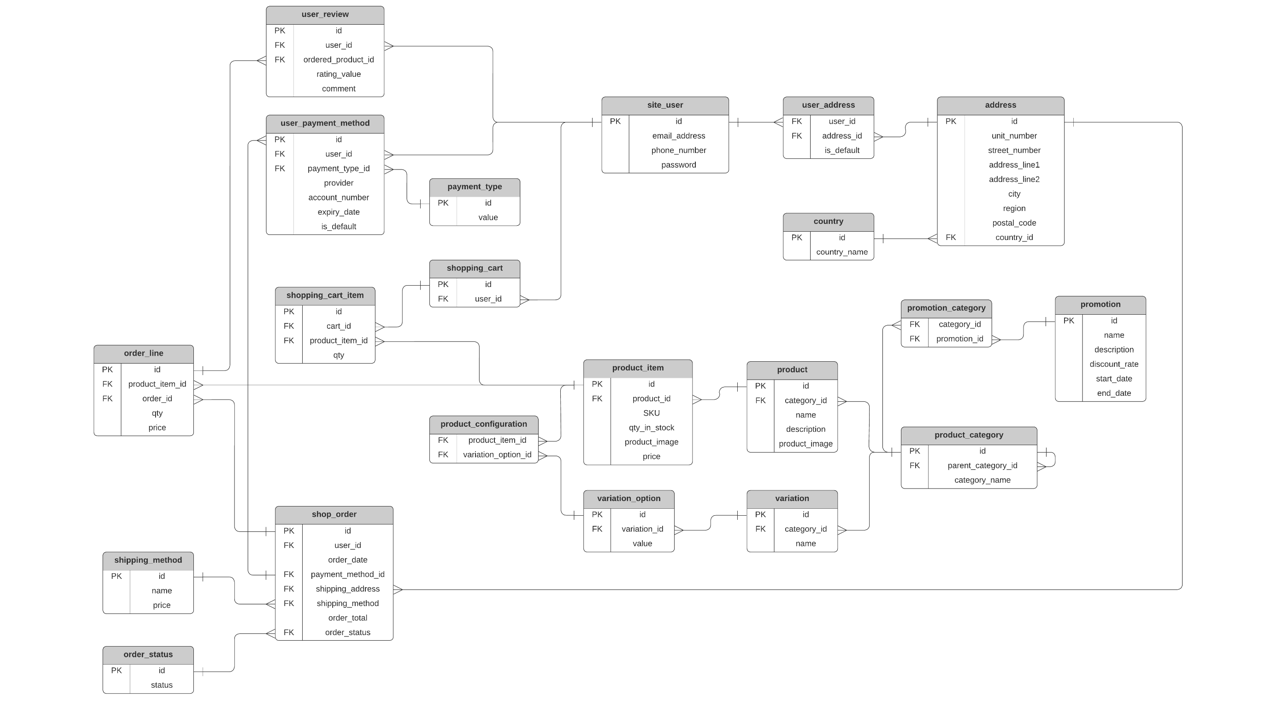 user_review
PK id
FK user_id
FK ordered_product_id
rating_value
comment
user_payment_method
PK id
FK user_id
FK payment_type_id
provider
account_number
expiry_date
is_default
payment_type
PK id
value
site_user
PK id
email_address
phone_number
password
user_address
FK user_id
FK address_id
is_default
address
PK id
unit_number
street_number
address_line1
address_line2
city
region
postal_code
FK country_id
country
PK id
country_name
shopping_cart
PK id
FK user_id
shopping_cart_item
PK id
FK cart_id
FK product_item_id
qty
order_line
PK id
FK product_item_id
FK order_id
qty
price
product_item
PK id
FK product_id
SKU
qty_in_stock
product_image
price
product
PK id
FK category_id
name
description
product_image
promotion_category
FK category_id
FK promotion_id
promotion
PK id
name
description
discount_rate
start_date
end_date
product_configuration
FK product_item_id
FK variation_option_id
product_category
PK id
FK parent_category_id
category_name
variation_option
PK id
FK variation_id
value
variation
PK id
FK category_id
name
shop_order
PK id
FK user_id
order_date
FK payment_method_id
FK shipping_address
FK shipping_method
order_total
FK order_status
shipping_method
PK id
name
price
order_status
PK id
status